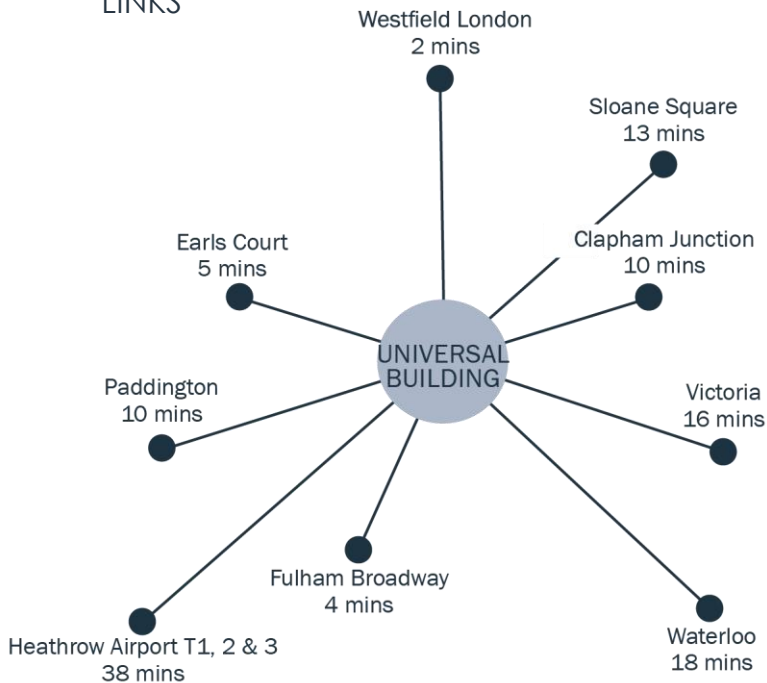 LINKS
Westfield London
2 mins
Sloane Square
13 mins
Clapham Junction
10 mins
Earls Court
5 mins
UNIVERSAL
BUILDING
Paddington
10 mins
Victoria
16 mins
Fulham Broadway
4 mins
Heathrow Airport T1, 2 & 3
38 mins
Waterloo
18 mins